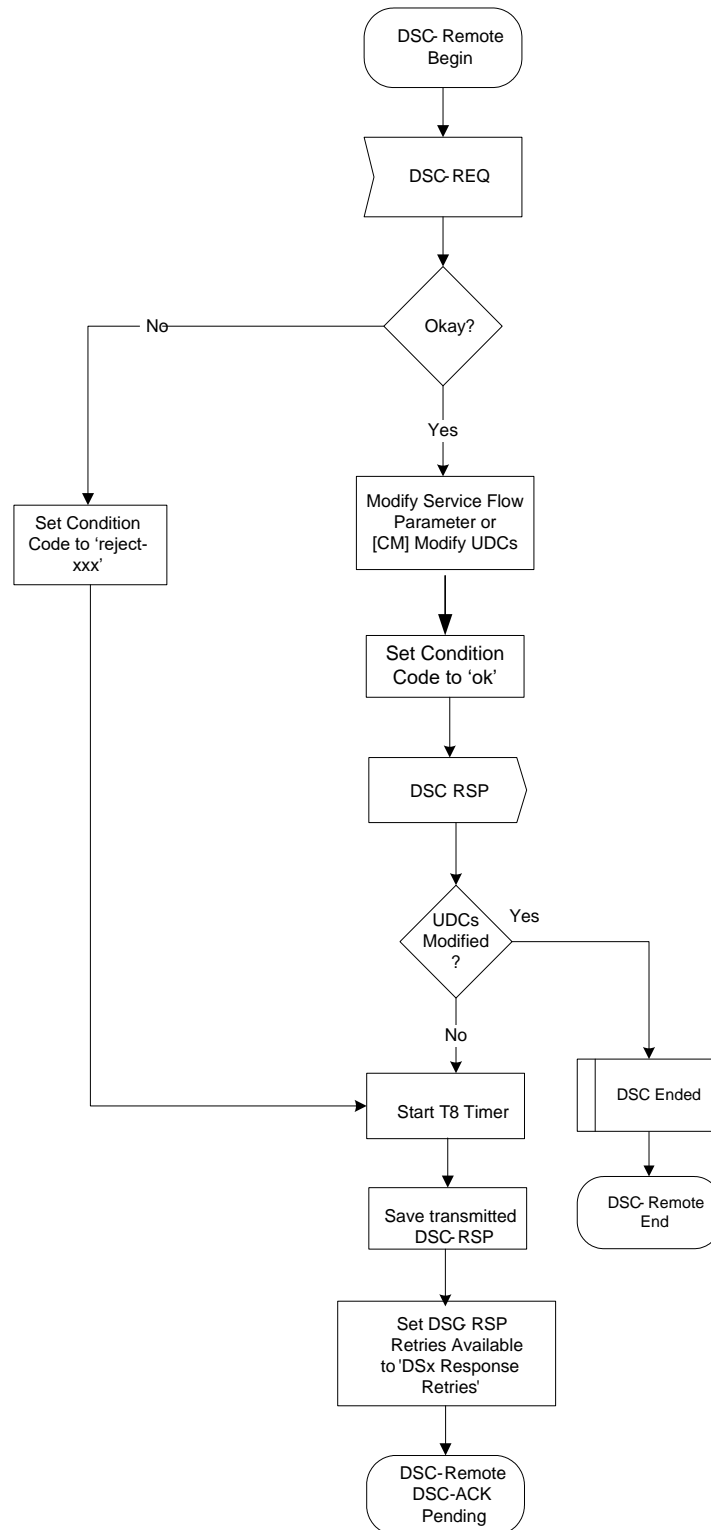 DSC- Remote
Begin
DSC- REQ
Okay?
No
Yes
Modify Service Flow
Parameter or
[CM] Modify UDCs
Set Condition
Code to ‘reject-
xxx’
Set Condition
Code to ‘ok’
DSC RSP
UDCs
Modified
?
Yes
No
DSC Ended
Start T8 Timer
DSC- Remote
End
Save transmitted
DSC-RSP
Set DSC- RSP
Retries Available
to 'DSx Response
Retries'
DSC-Remote
DSC-ACK
Pending